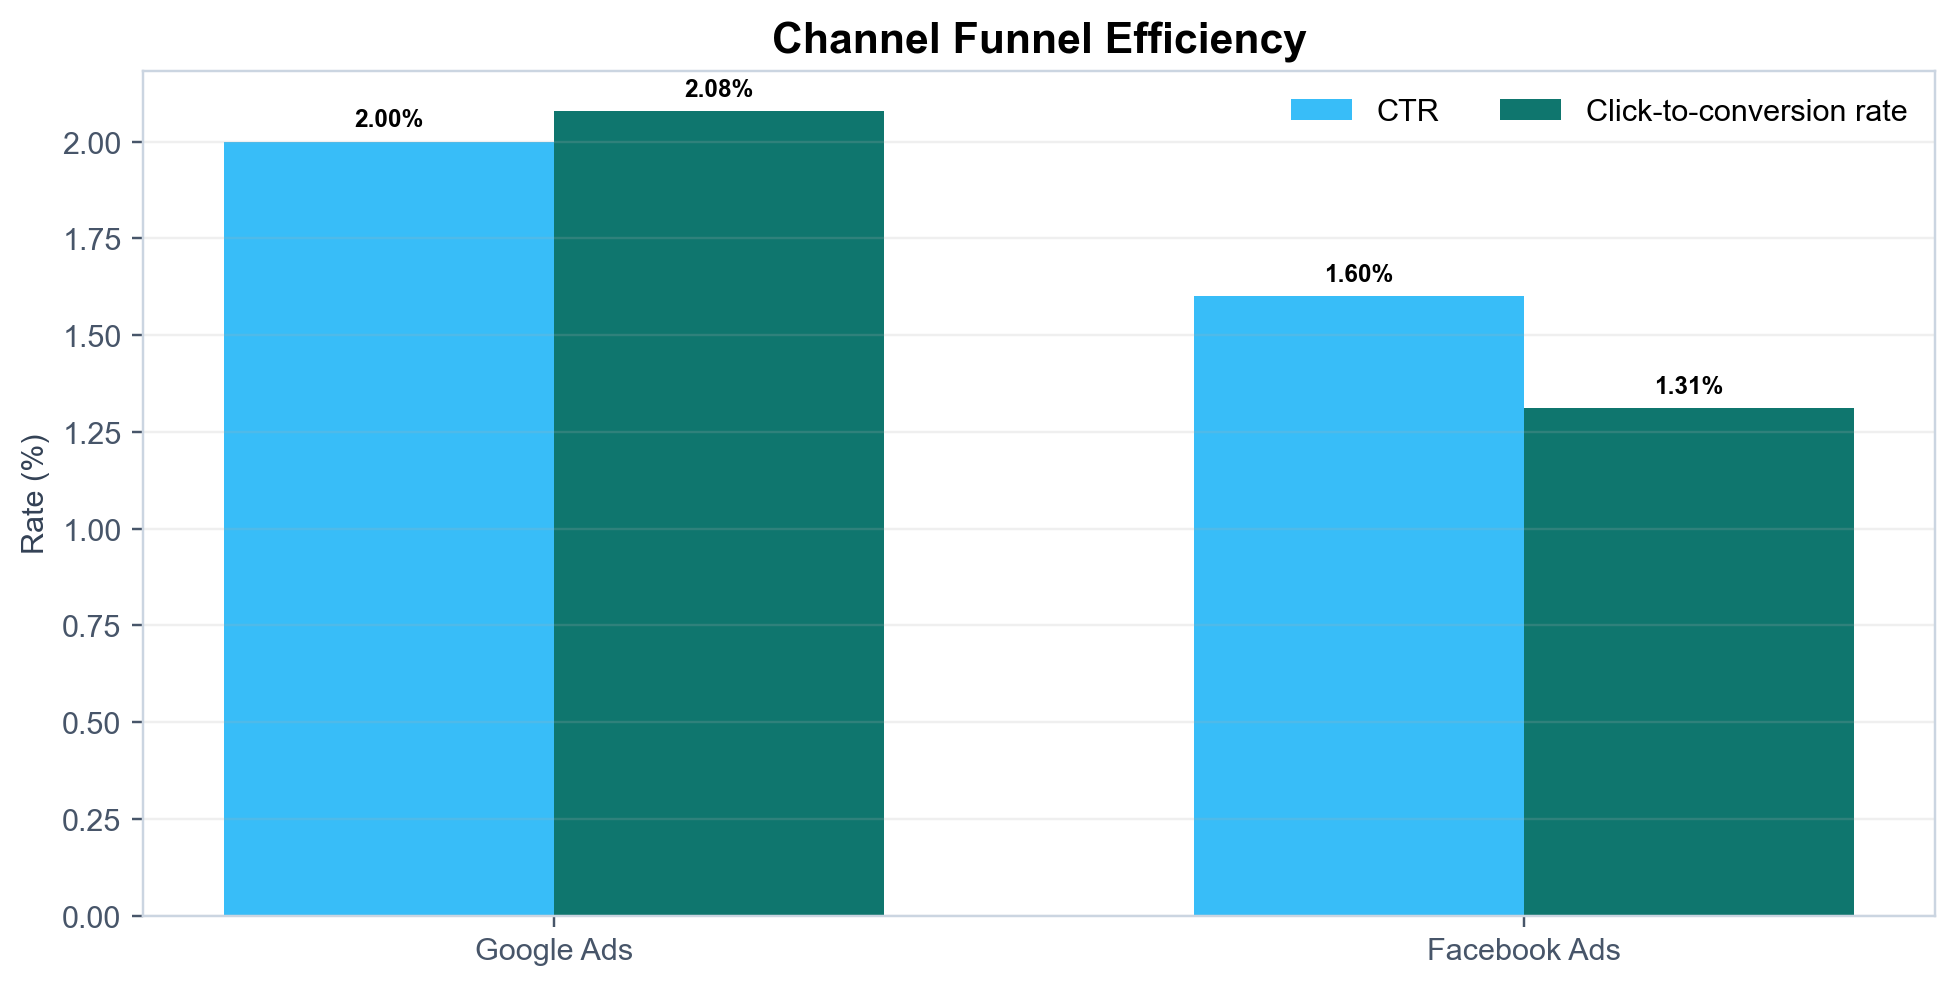 Channel Funnel Efficiency
2.00%
2.08%
CTR
Click-to-conversion rate
1.60%
1.31%
Rate (%)
2.00
1.75
1.50
1.25
1.00
0.75
0.50
0.25
0.00
Google Ads
Facebook Ads